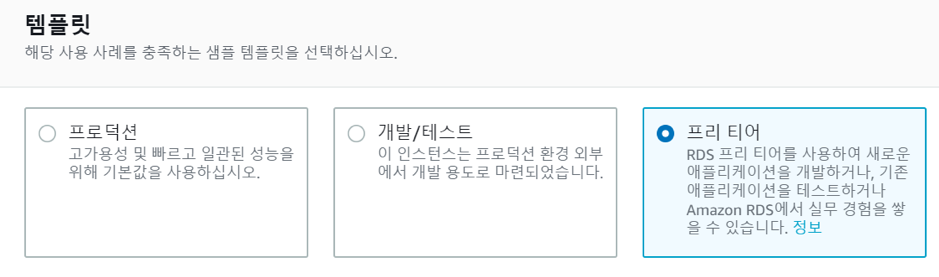 템플릿
해당 사용 사례를 충족하는 샘플 템플릿을 선택하십시오.
프로덕션
고가용성 및 빠르고 일관된 성능을
위해 기본값을 사용하십시오.
개발/테스트
이 인스턴스는 프로덕션 환경 외부
에서 개발 용도로 마련되었습니다.
프리 티어
RDS 프리 티어를 사용하여 새로운
애플리케이션을 개발하거나, 기존
애플리케이션을 테스트하거나
Amazon RDS에서 실무 경험을 쌓
을 수 있습니다. 정보